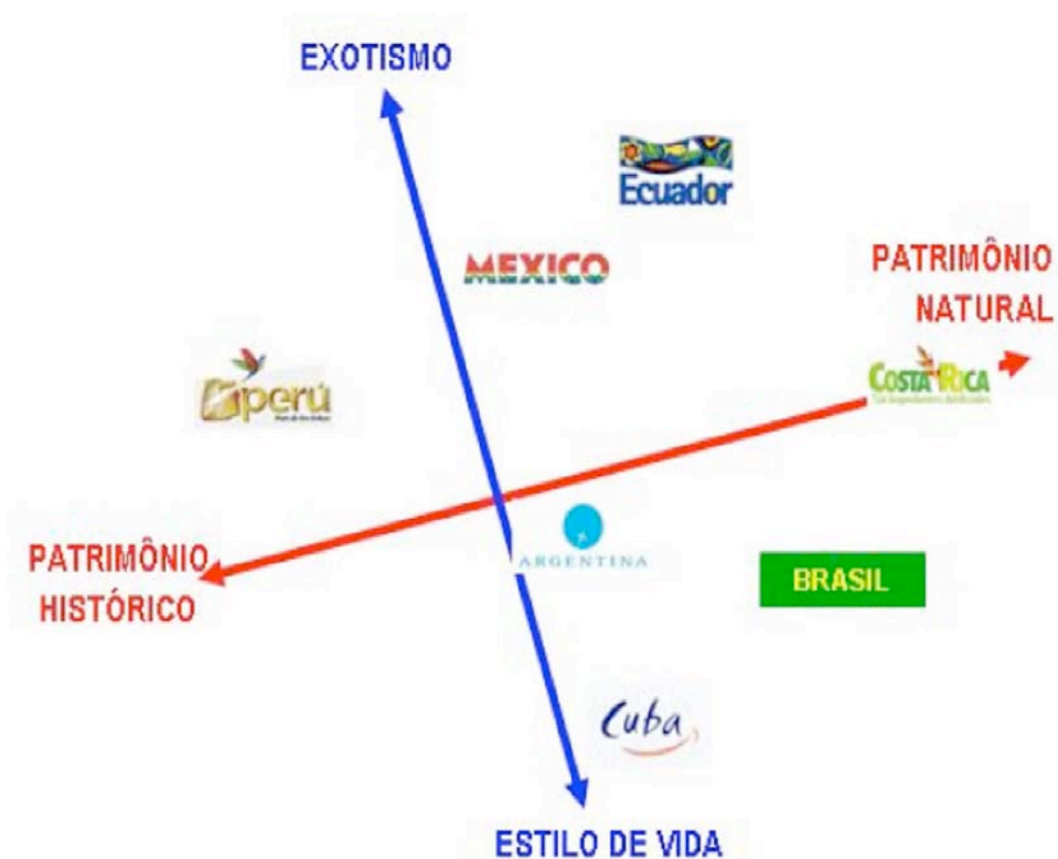 EXOTISMO
Ecuador
MEXICO
PATRIMÔNIO
NATURAL
perú
COSTA RICA
PATRIMÔNIO
HISTÓRICO
ARGENTINA
BRASIL
Cuba
ESTILO DE VIDA